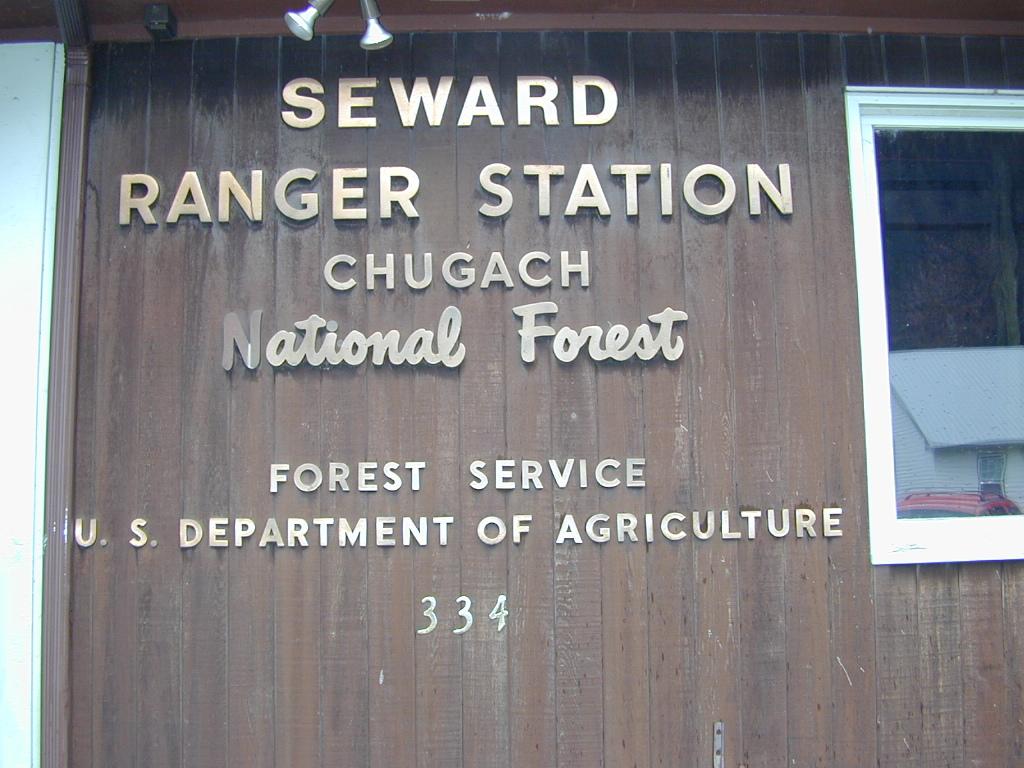 SEWARD
RANGER STATION
CHUGACH
National Forest
FOREST SERVICE
U. S. DEPARTMENT OF AGRICULTURE
334